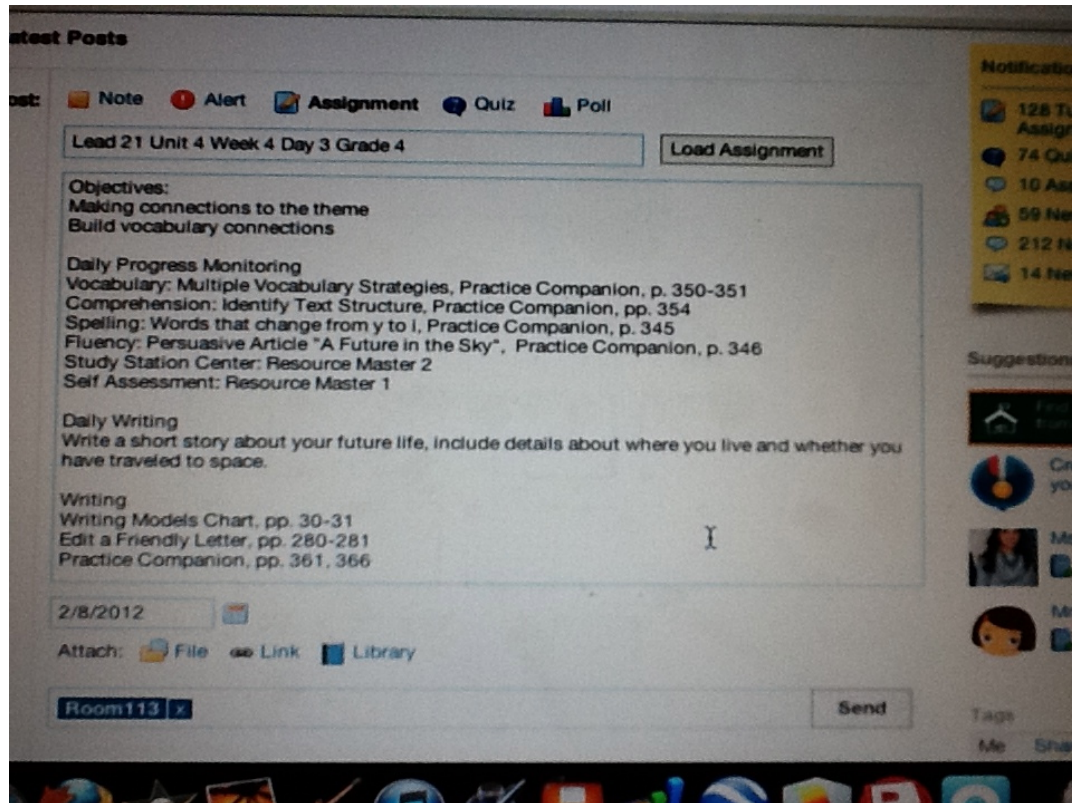 Latest Posts
Note Alert Assignment Quiz Poll
Lead 21 Unit 4 Week 4 Day 3 Grade 4
Load Assignment
Objectives:
Making connections to the theme
Build vocabulary connections
Daily Progress Monitoring
Vocabulary: Multiple Vocabulary Strategies, Practice Companion, p. 350-351
Comprehension: Identify Text Structure, Practice Companion, pp. 354
Spelling: Words that change from y to i, Practice Companion, p. 345
Fluency: Persuasive Article "A Future in the Sky", Practice Companion, p. 346
Study Station Center: Resource Master 2
Self Assessment: Resource Master 1
Daily Writing
Write a short story about your future life, include details about where you live and whether you
have traveled to space.
Writing
Writing Models Chart, pp. 30-31
Edit a Friendly Letter, pp. 280-281
Practice Companion, pp. 361, 366
2/8/2012
Attach: File Link Library
Room113 x
Send
128
74
10
59
212
14
Tags
Me